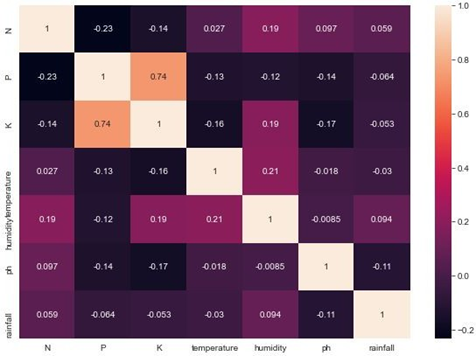 N 1 -0.23 -0.14 0.027 0.19 0.097 0.059
P -0.23 1 0.74 -0.13 -0.12 -0.14 -0.064
K -0.14 0.74 1 -0.16 0.19 -0.17 -0.053
temperature 0.027 -0.13 -0.16 1 0.21 -0.018 -0.03
humidity 0.19 -0.12 0.19 0.21 1 -0.0085 0.094
ph 0.097 -0.14 -0.17 -0.018 -0.0085 1 -0.11
rainfall 0.059 -0.064 -0.053 -0.03 0.094 -0.11 1
N P K temperature humidity ph rainfall
1.0
0.8
0.6
0.4
0.2
0.0
-0.2